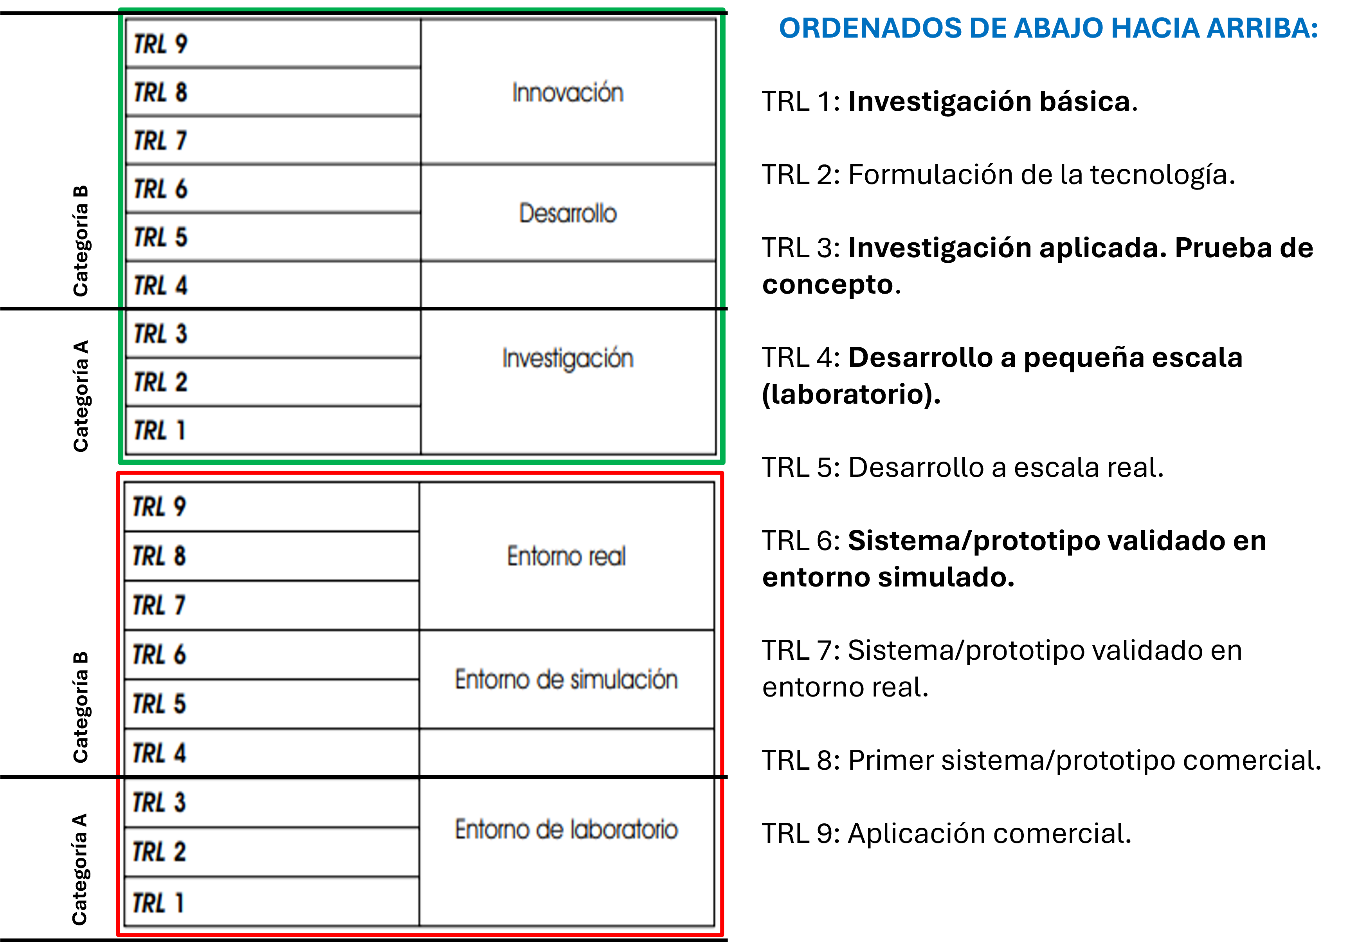 TRL 9
TRL 8
TRL 7
Innovación
TRL 6
TRL 5
Desarrollo
TRL 4
Categoría B
TRL 3
TRL 2
TRL 1
Investigación
Categoría A
TRL 9
TRL 8
TRL 7
Entorno real
TRL 6
TRL 5
Entorno de simulación
TRL 4
Categoría B
TRL 3
TRL 2
TRL 1
Entorno de laboratorio
Categoría A
ORDENADOS DE ABAJO HACIA ARRIBA:
TRL 1: Investigación básica.
TRL 2: Formulación de la tecnología.
TRL 3: Investigación aplicada. Prueba de
concepto.
TRL 4: Desarrollo a pequeña escala
(laboratorio).
TRL 5: Desarrollo a escala real.
TRL 6: Sistema/prototipo validado en
entorno simulado.
TRL 7: Sistema/prototipo validado en
entorno real.
TRL 8: Primer sistema/prototipo comercial.
TRL 9: Aplicación comercial.